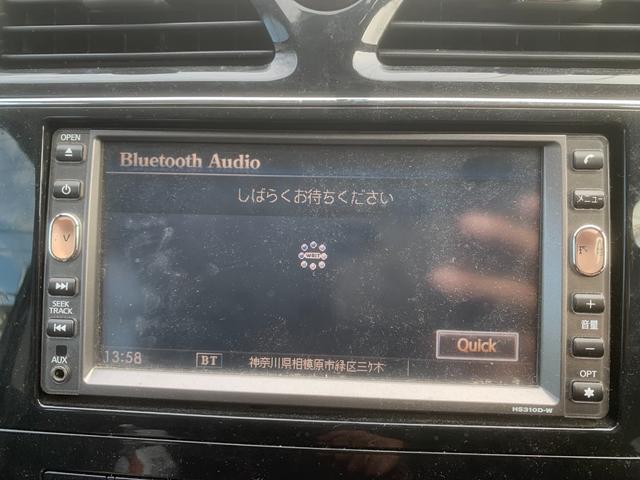 OPEN
Bluetooth Audio
しばらくお待ちください
メニュー
WAIT
SEEK
TRACK
音量
Quick
AUX
13:58
BT
神奈川県相模原市緑区三ケ木
OPT
HS310D-W